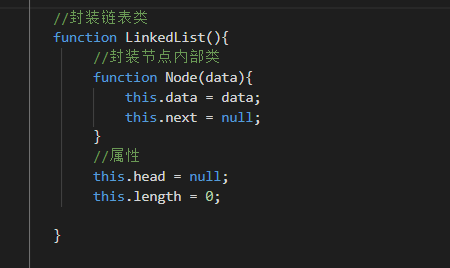 //封装链表类
function LinkedList(){
//封装节点内部类
function Node(data){
this.data = data;
this.next = null;
}
//属性
this.head = null;
this.length = 0;
}